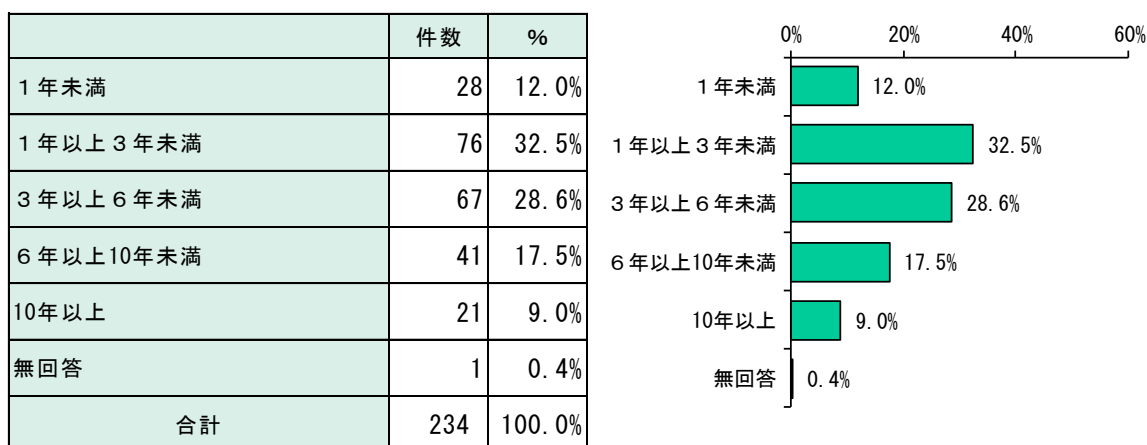 件数 %
１年未満 28 12.0%
１年以上３年未満 76 32.5%
３年以上６年未満 67 28.6%
６年以上10年未満 41 17.5%
10年以上 21 9.0%
無回答 1 0.4%
合計 234 100.0%
0% 20% 40% 60%
１年未満 12.0%
１年以上３年未満 32.5%
３年以上６年未満 28.6%
６年以上10年未満 17.5%
10年以上 9.0%
無回答 0.4%